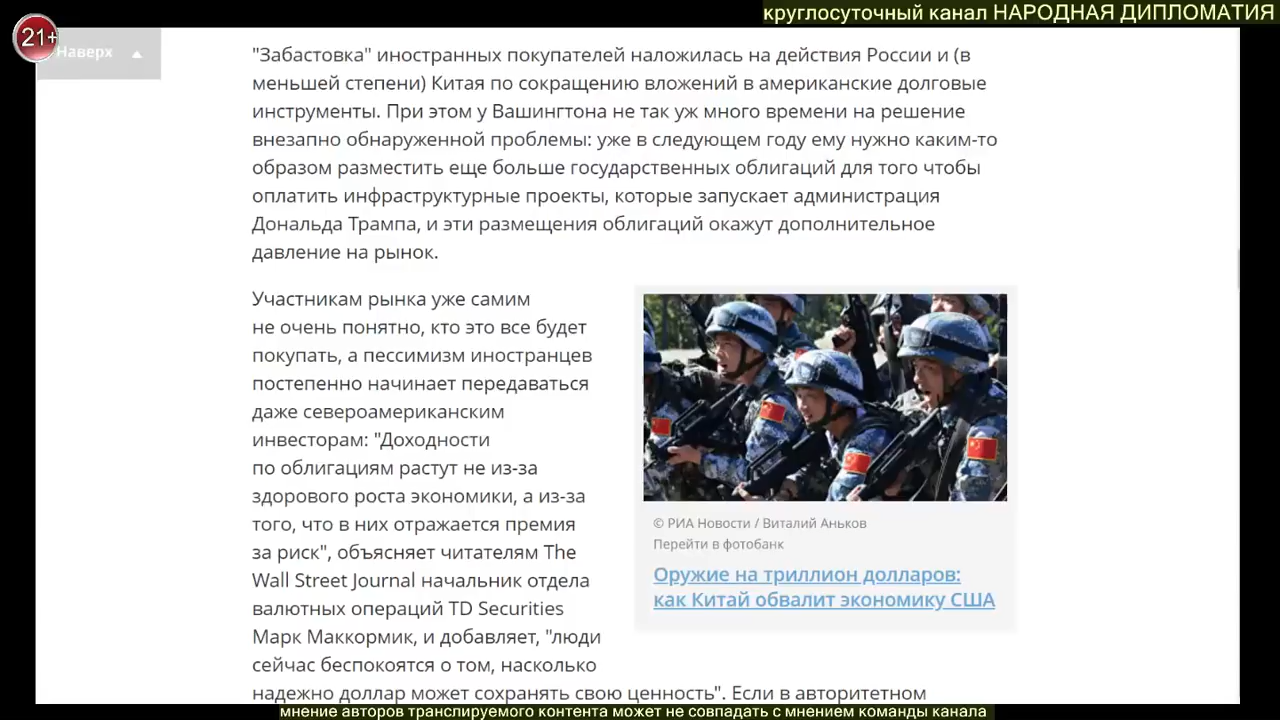 круглосуточный канал НАРОДНАЯ ДИПЛОМАТИЯ
21+
Наверх
"Забастовка" иностранных покупателей наложилась на действия России и (в
меньшей степени) Китая по сокращению вложений в американские долговые
инструменты. При этом у Вашингтона не так уж много времени на решение
внезапно обнаруженной проблемы: уже в следующем году ему нужно каким-то
образом разместить еще больше государственных облигаций для того чтобы
оплатить инфраструктурные проекты, которые запускает администрация
Дональда Трампа, и эти размещения облигаций окажут дополнительное
давление на рынок.
Участникам рынка уже самим
не очень понятно, кто это все будет
покупать, а пессимизм иностранцев
постепенно начинает передаваться
даже североамериканским
инвесторам: "Доходности
по облигациям растут не из-за
здорового роста экономики, а из-за
того, что в них отражается премия
за риск", объясняет читателям The
Wall Street Journal начальник отдела
валютных операций TD Securities
Марк Маккормик, и добавляет, "люди
сейчас беспокоятся о том, насколько
надежно доллар может сохранять свою ценность". Если в авторитетном
© РИА Новости / Виталий Аньков
Перейти в фотобанк
Оружие на триллион долларов:
как Китай обвалит экономику США
мнение авторов транслируемого контента может не совпадать с мнением команды канала